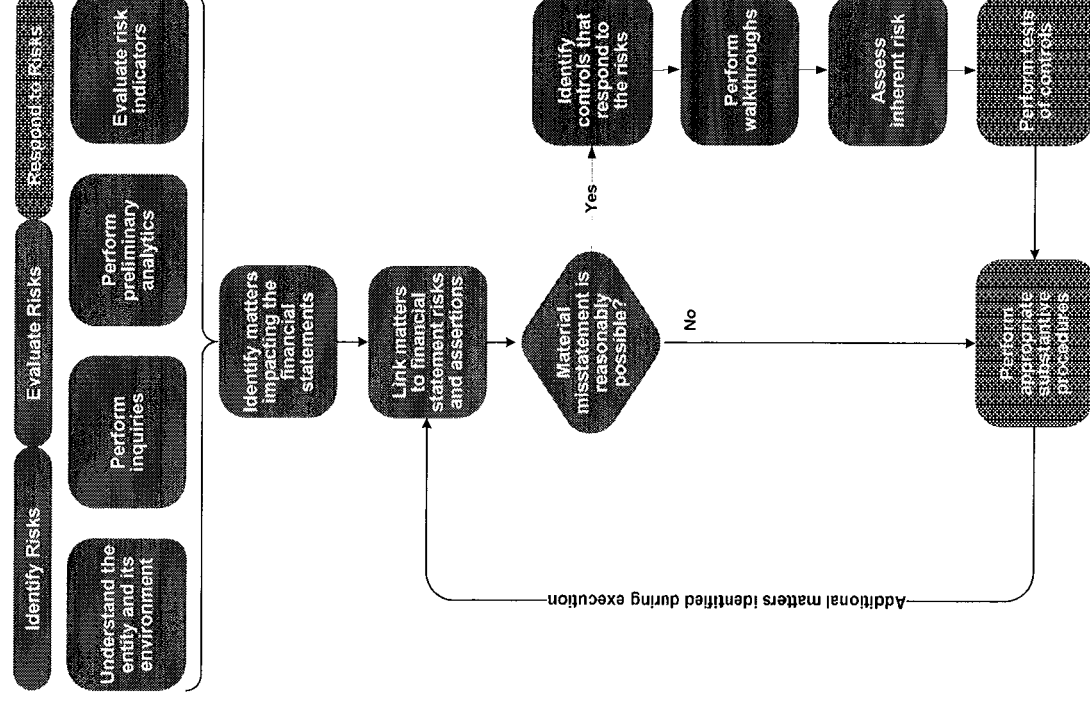 Identify Risks
Evaluate Risks
Respond to Risks
Understand the
entity and its
environment
Perform
inquiries
Perform
preliminary
analytics
Evaluate risk
indicators
Identify matters
impacting the
financial
statements
Link matters
to financial
statement risks
and assertions
Material
misstatement is
reasonably
possible?
Yes
No
Identify
controls that
respond to
the risks
Perform
walkthroughs
Assess
inherent risk
Perform tests
of controls
Perform
appropriate
substantive
procedures
Additional matters identified during execution